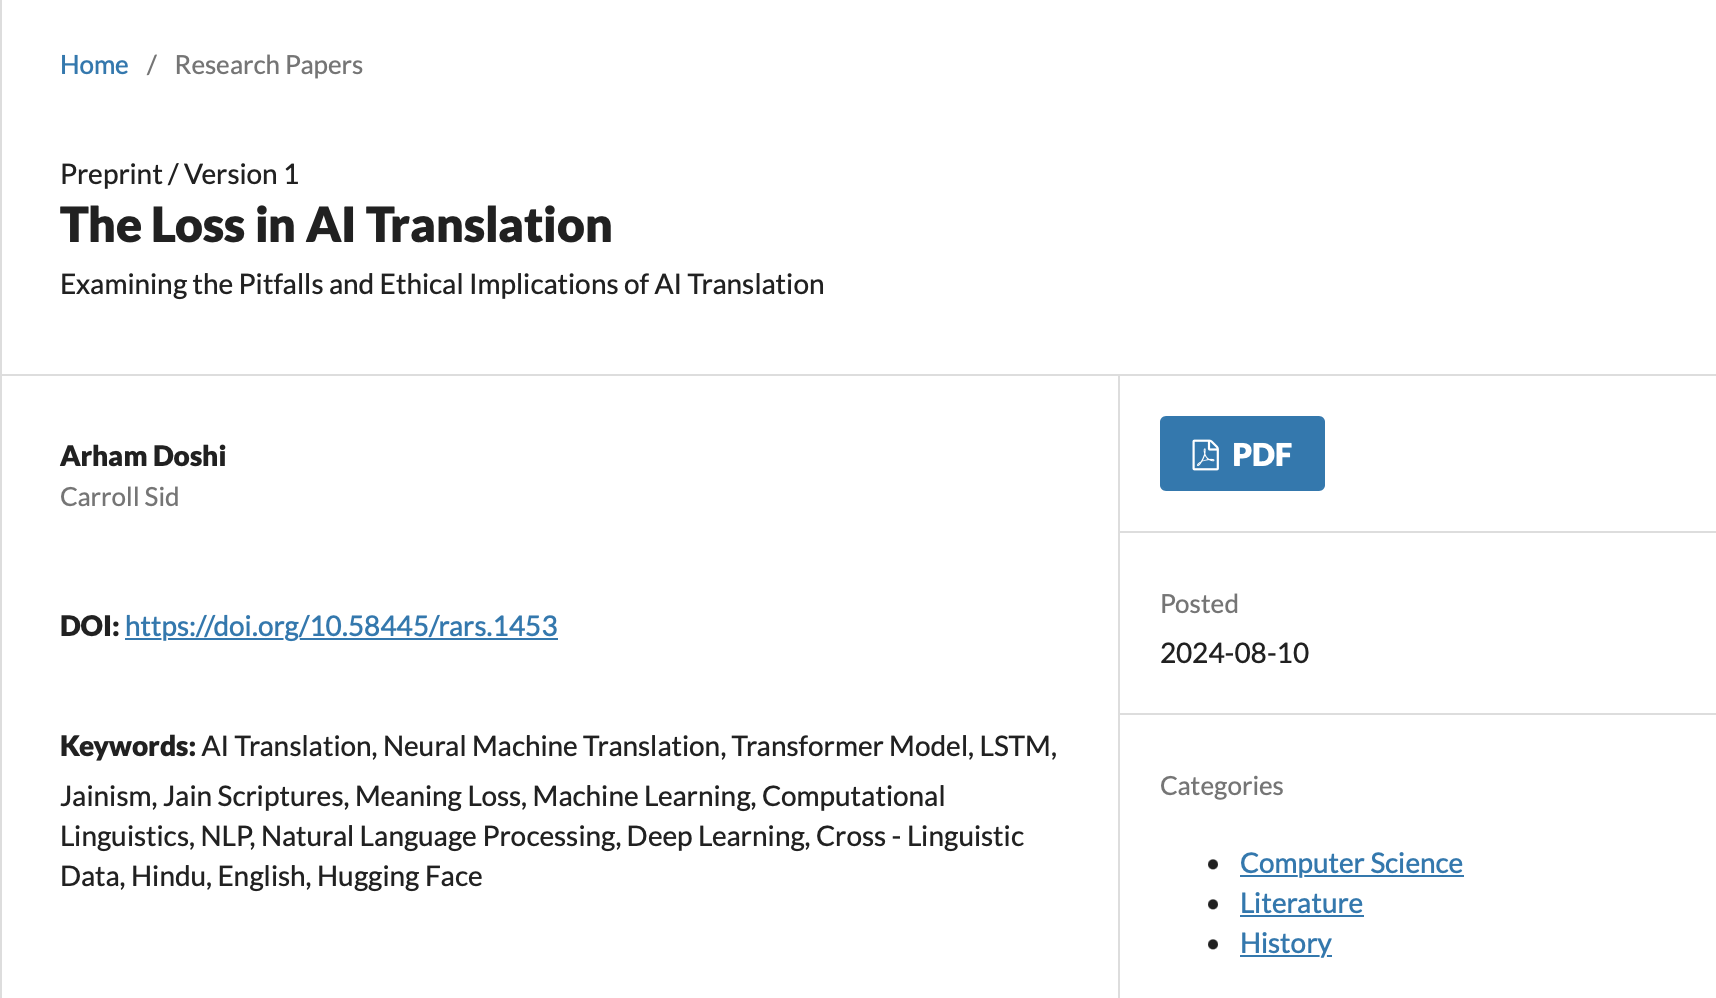 Home / Research Papers
Preprint / Version 1
The Loss in AI Translation
Examining the Pitfalls and Ethical Implications of AI Translation
Arham Doshi
Carroll Sid
DOI: https://doi.org/10.58445/rars.1453
Keywords: AI Translation, Neural Machine Translation, Transformer Model, LSTM,
Jainism, Jain Scriptures, Meaning Loss, Machine Learning, Computational
Linguistics, NLP, Natural Language Processing, Deep Learning, Cross - Linguistic
Data, Hindu, English, Hugging Face
PDF
Posted
2024-08-10
Categories
• Computer Science
• Literature
• History